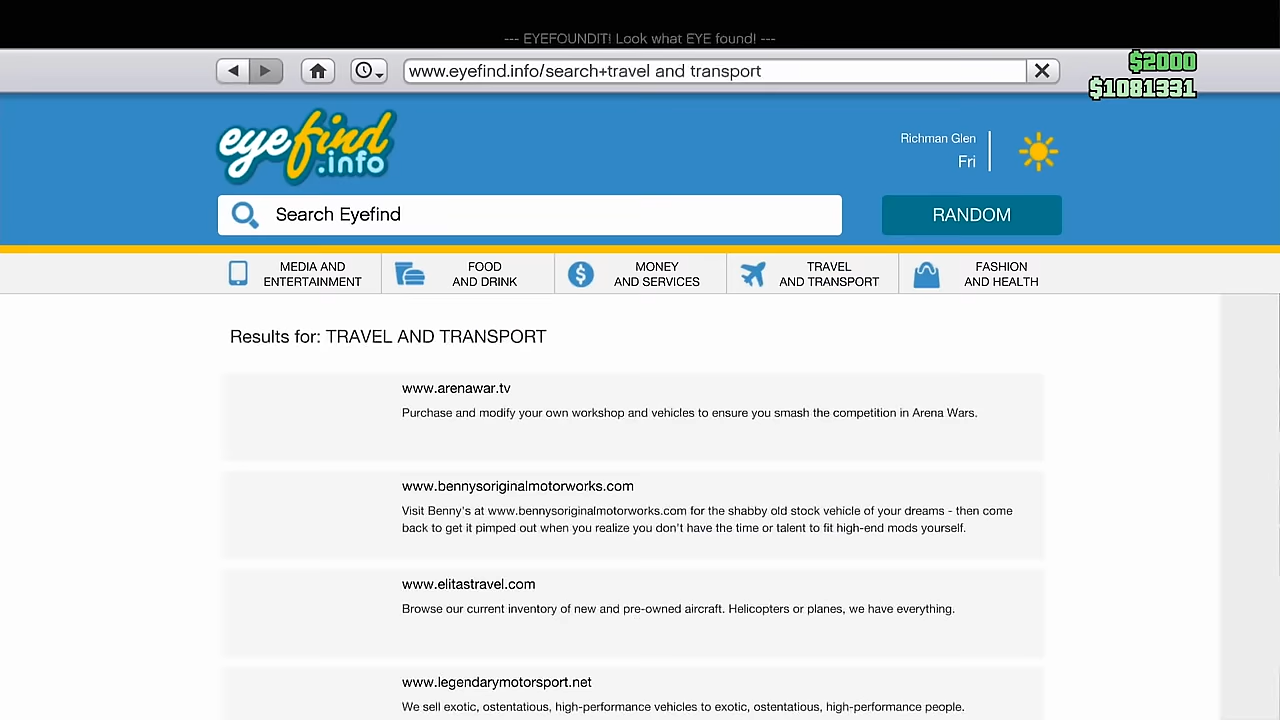 --- EYEFOUNDIT! Look what EYE found! ---
www.eyefind.info/search+travel and transport
$2000
$1081331
eyefind
.info
Richman Glen
Fri
Search Eyefind
RANDOM
MEDIA AND
ENTERTAINMENT
FOOD
AND DRINK
MONEY
AND SERVICES
TRAVEL
AND TRANSPORT
FASHION
AND HEALTH
Results for: TRAVEL AND TRANSPORT
www.arenawar.tv
Purchase and modify your own workshop and vehicles to ensure you smash the competition in Arena Wars.
www.bennysoriginalmotorworks.com
Visit Benny's at www.bennysoriginalmotorworks.com for the shabby old stock vehicle of your dreams - then come
back to get it pimped out when you realize you don't have the time or talent to fit high-end mods yourself.
www.elitastravel.com
Browse our current inventory of new and pre-owned aircraft. Helicopters or planes, we have everything.
www.legendarymotorsport.net
We sell exotic, ostentatious, high-performance vehicles to exotic, ostentatious, high-performance people.